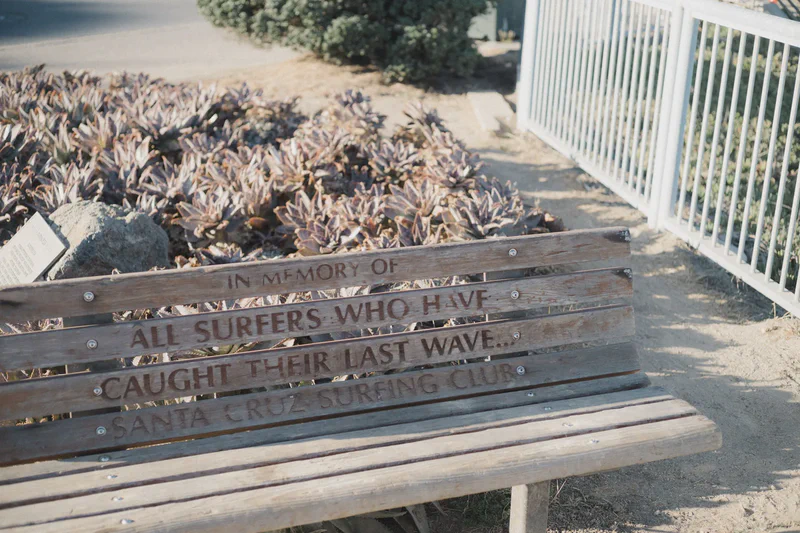 IN MEMORY OF
ALL SURFERS WHO HAVE
CAUGHT THEIR LAST WAVE...
SANTA CRUZ SURFING CLUB